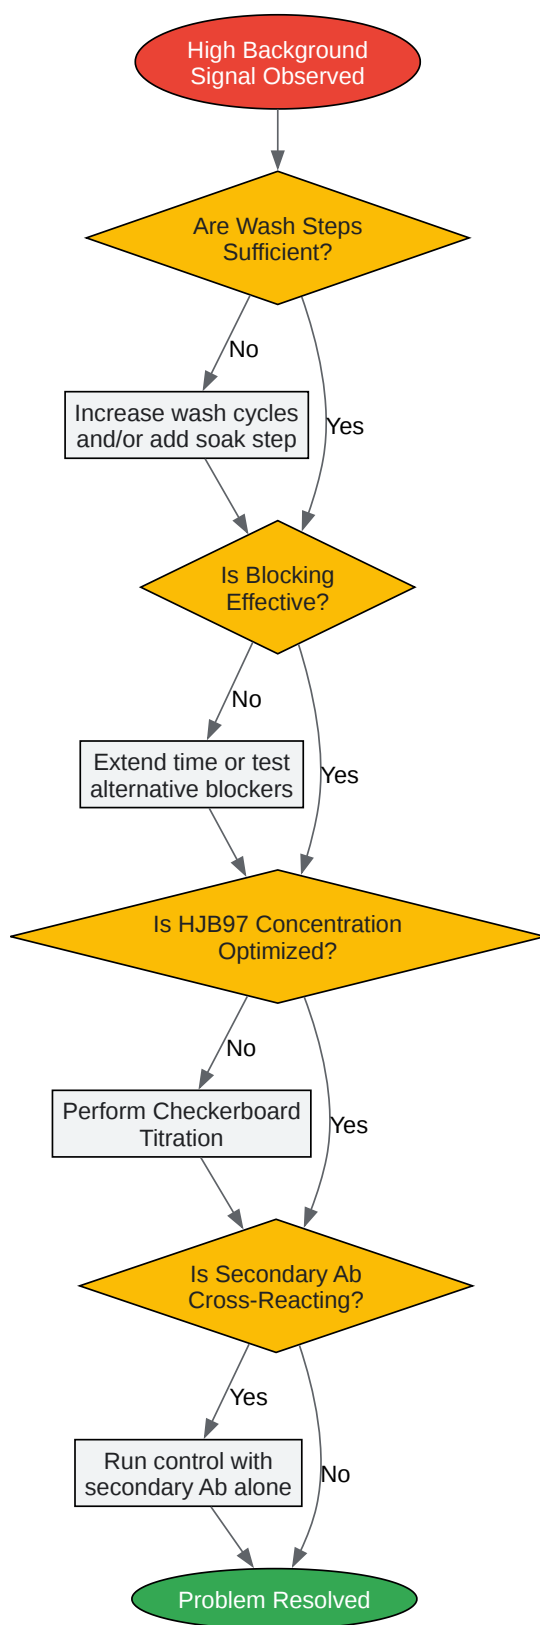 High Background
Signal Observed
Are Wash Steps
Sufficient?
No
Increase wash cycles
and/or add soak step
Yes
Is Blocking
Effective?
No
Extend time or test
alternative blockers
Yes
Is HJB97 Concentration
Optimized?
No
Perform Checkerboard
Titration
Yes
Is Secondary Ab
Cross-Reacting?
Yes
Run control with
secondary Ab alone
No
Problem Resolved